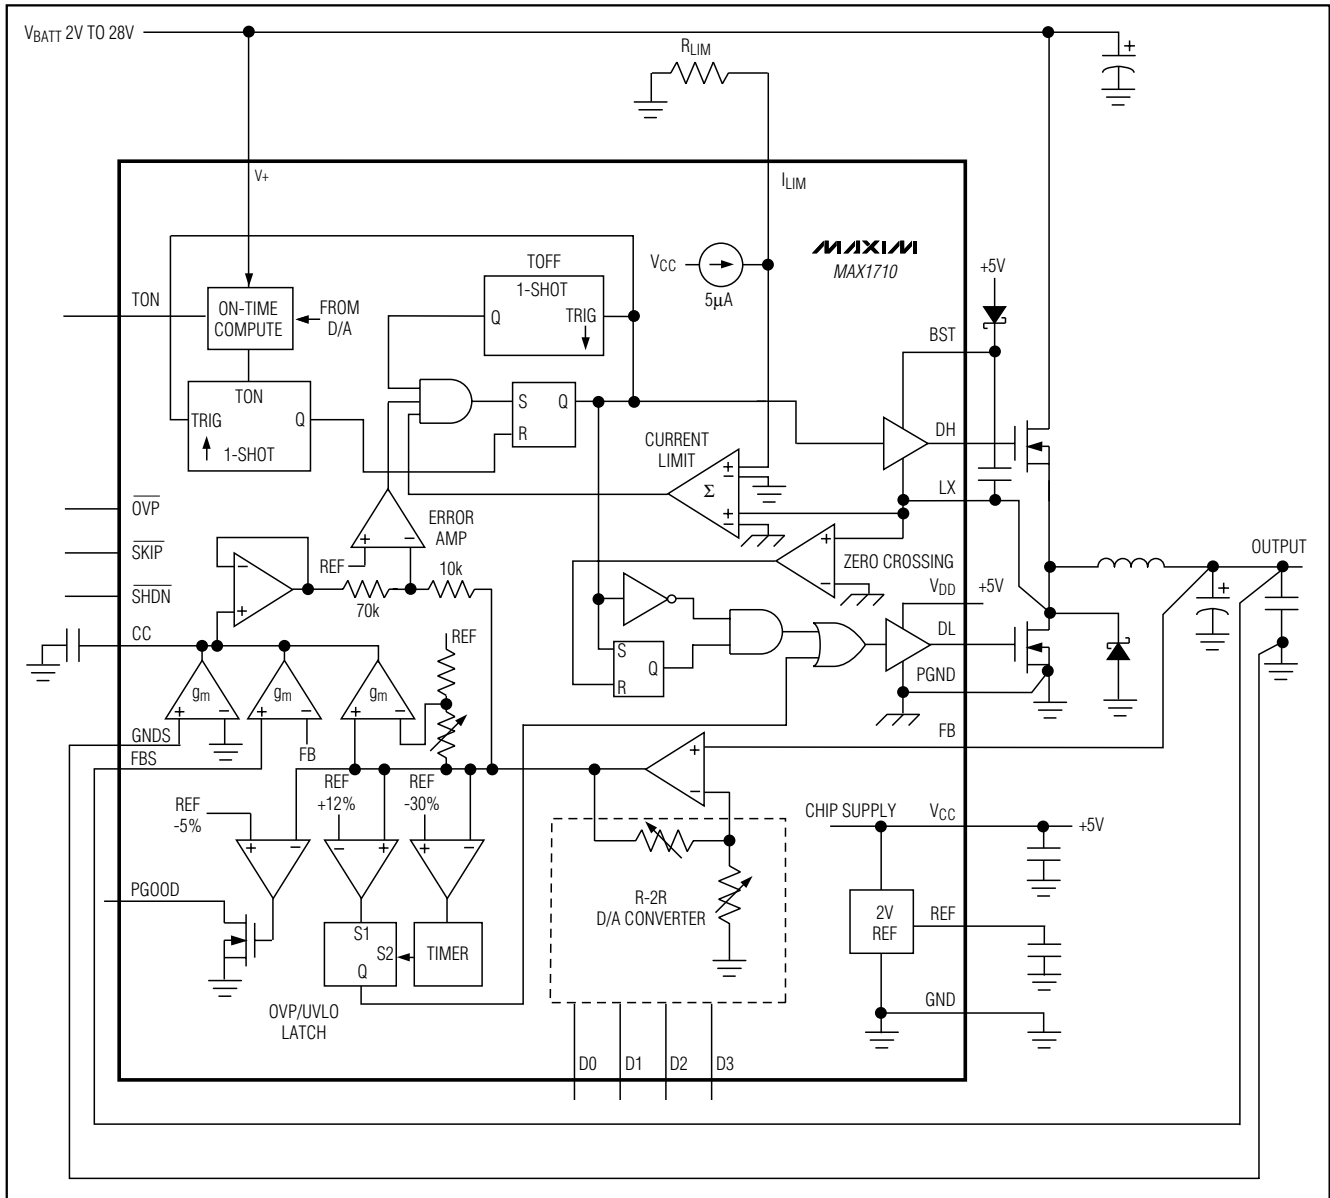 VBATT 2V TO 28V
RLIM
V+
ILIM
MAXIM
MAX1710
VCC
5µA
+5V
TOFF
1-SHOT
Q
TRIG
TON
ON-TIME
COMPUTE
FROM
D/A
BST
TON
TRIG
Q
1-SHOT
S
Q
R
DH
CURRENT
LIMIT
+
−
Σ
+
−
LX
OVP
ERROR
AMP
+
−
REF
SKIP
SHDN
−
+
70k
10k
+
−
ZERO CROSSING
OUTPUT
+
+
VDD
+5V
CC
REF
S
Q
R
DL
PGND
gm
gm
gm
+
−
+
−
+
−
GNDS
FBS
FB
FB
+
−
REF
-5%
REF
+12%
REF
-30%
+
−
−
+
+
−
CHIP SUPPLY
VCC
+5V
PGOOD
R-2R
D/A CONVERTER
2V
REF
REF
S1
S2
Q
TIMER
OVP/UVLO
LATCH
GND
D0
D1
D2
D3